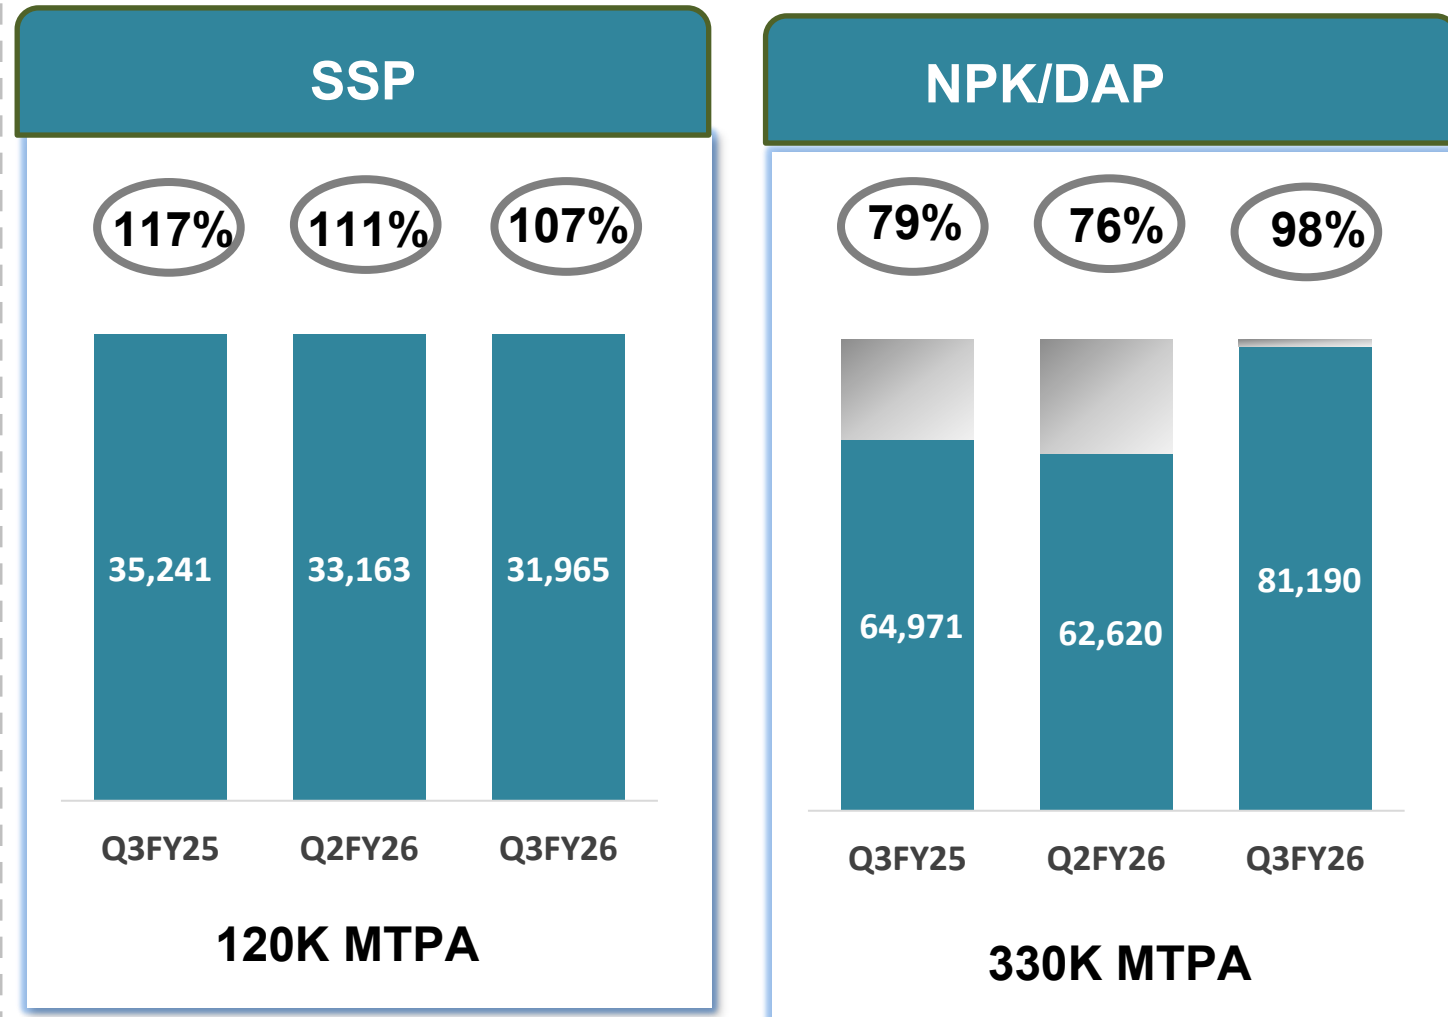 SSP
117% 111% 107%
35,241 33,163 31,965
Q3FY25 Q2FY26 Q3FY26
120K MTPA
NPK/DAP
79% 76% 98%
64,971 62,620 81,190
Q3FY25 Q2FY26 Q3FY26
330K MTPA